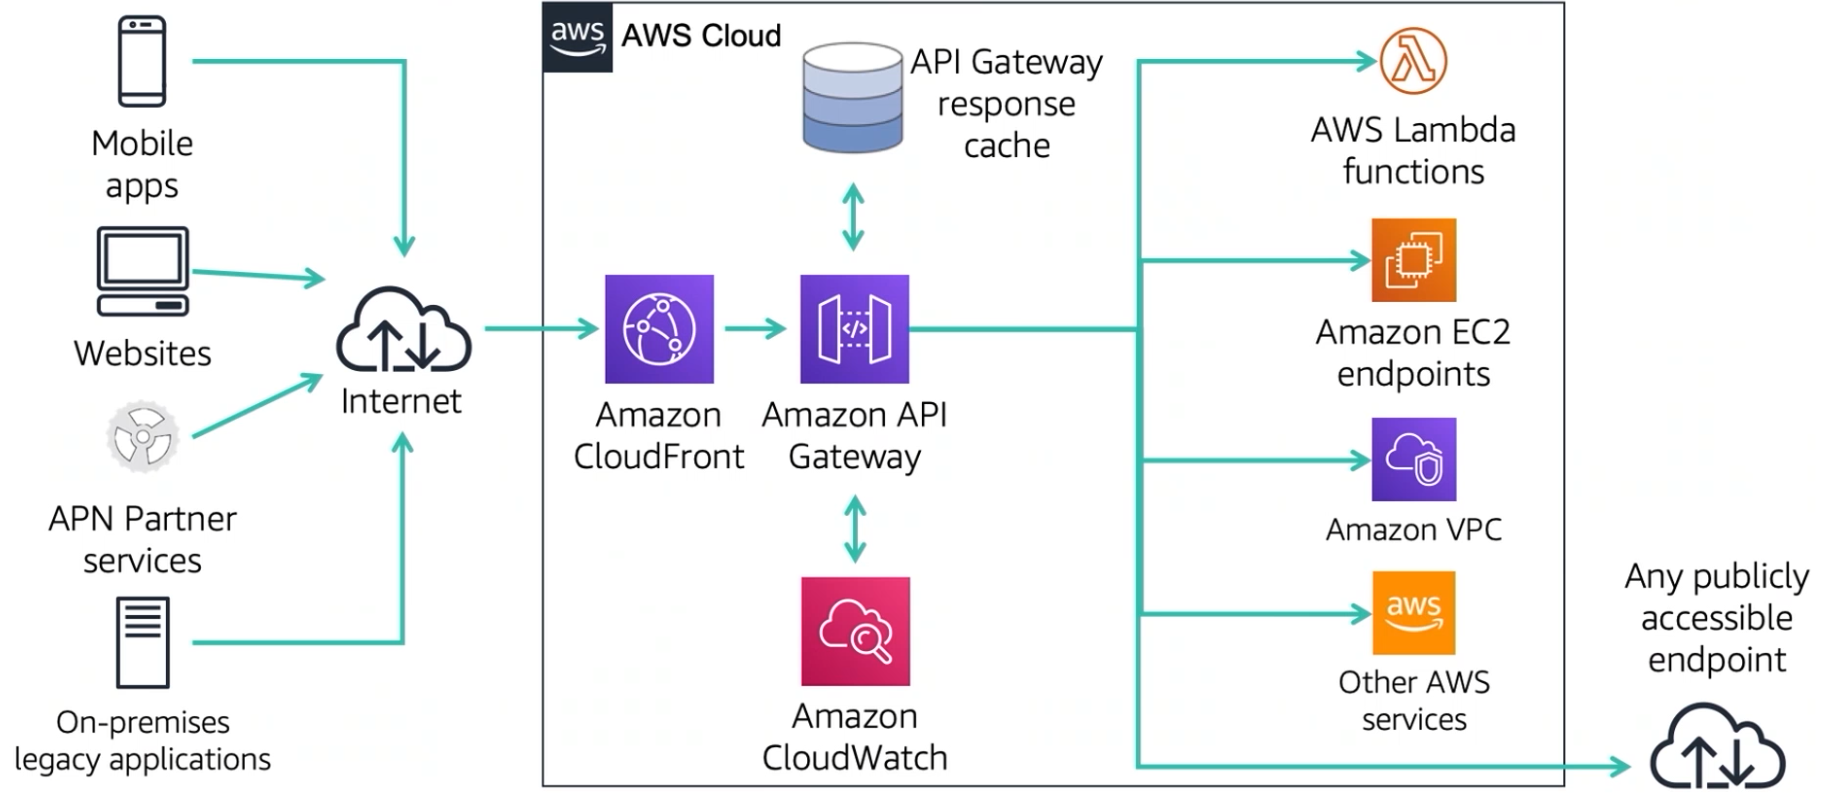 aws
AWS Cloud
Mobile
apps
Websites
APN Partner
services
On-premises
legacy applications
Internet
Amazon
CloudFront
API Gateway
response
cache
</>
Amazon API
Gateway
Amazon
CloudWatch
AWS Lambda
functions
Amazon EC2
endpoints
Amazon VPC
aws
Other AWS
services
Any publicly
accessible
endpoint